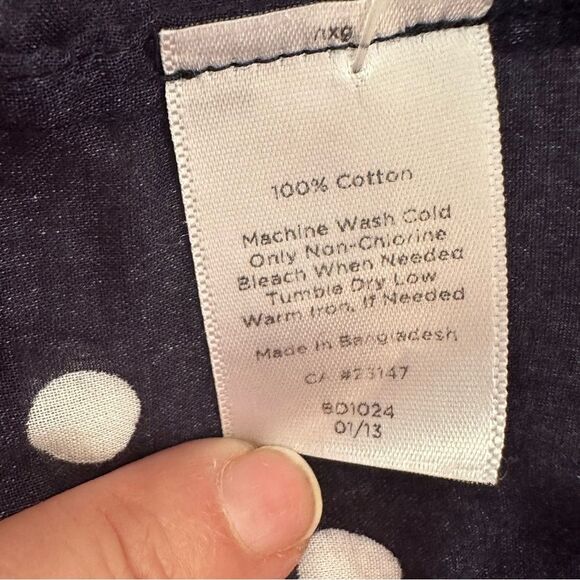 100% Cotton
Machine Wash Cold
Only Non-Chlorine
Bleach When Needed
Tumble Dry Low
Warm Iron, If Needed
Made In Bangladesh
CA #23147
BD1024
01/13